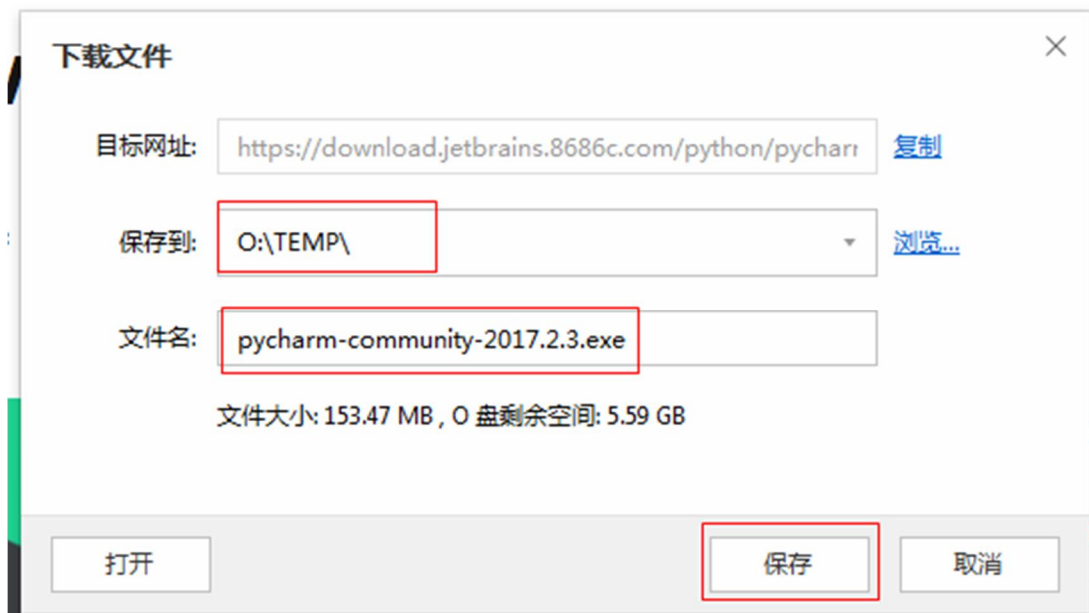 下载文件
目标网址: https://download.jetbrains.8686c.com/python/pychar 复制
保存到: O:\TEMP\ 浏览...
文件名: pycharm-community-2017.2.3.exe
文件大小: 153.47 MB , O 盘剩余空间: 5.59 GB
打开 保存 取消